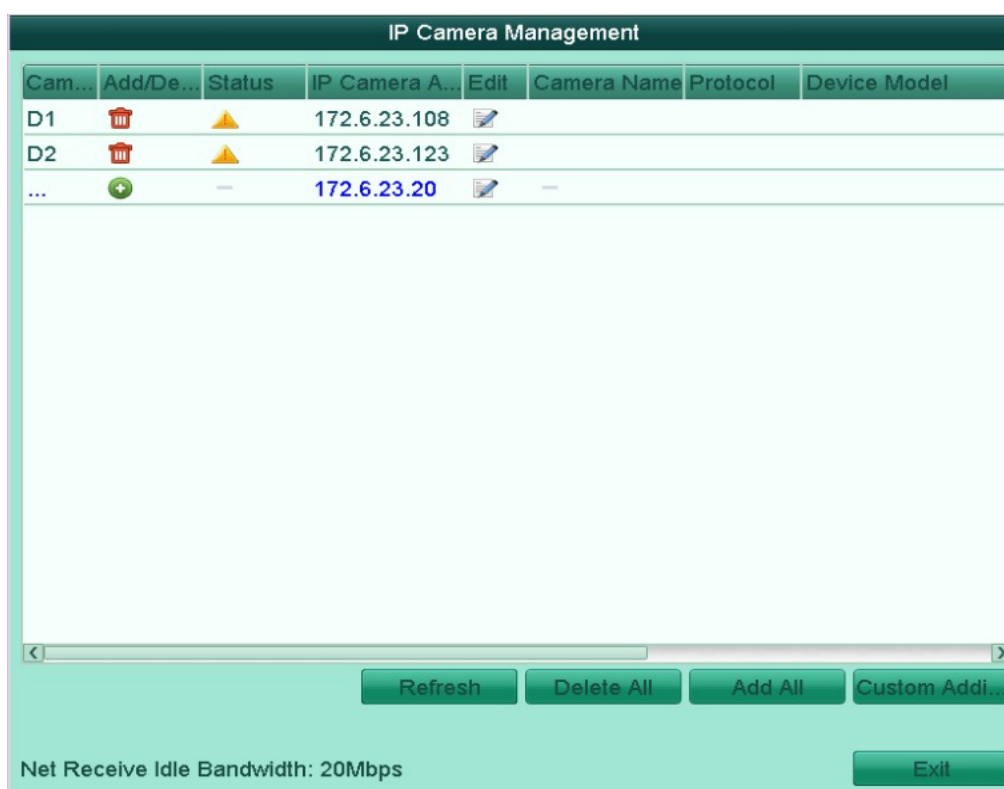 IP Camera Management
Cam... Add/De... Status IP Camera A... Edit Camera Name Protocol Device Model
D1 172.6.23.108
D2 172.6.23.123
... — 172.6.23.20 —
Refresh Delete All Add All Custom Addi...
Net Receive Idle Bandwidth: 20Mbps Exit